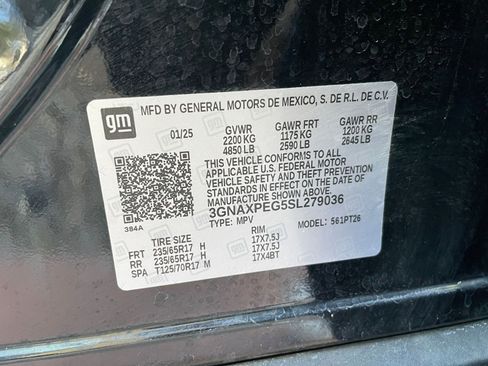 gm
MFD BY GENERAL MOTORS DE MEXICO, S. DE R.L. DE C.V.
01/25 GVWR GAWR FRT GAWR RR
2200 KG 1175 KG 1200 KG
4850 LB 2590 LB 2645 LB
THIS VEHICLE CONFORMS TO ALL
APPLICABLE U.S. FEDERAL MOTOR
VEHICLE SAFETY STANDARDS IN
EFFECT ON THE DATE OF
MANUFACTURE SHOWN ABOVE.
3GNAXPEG5SL279036
384A TYPE: MPV MODEL: 561PT26
TIRE SIZE RIM
FRT 235/65R17 H 17X7.5J
RR 235/65R17 H 17X7.5J
SPA T125/70R17 M 17X4BT